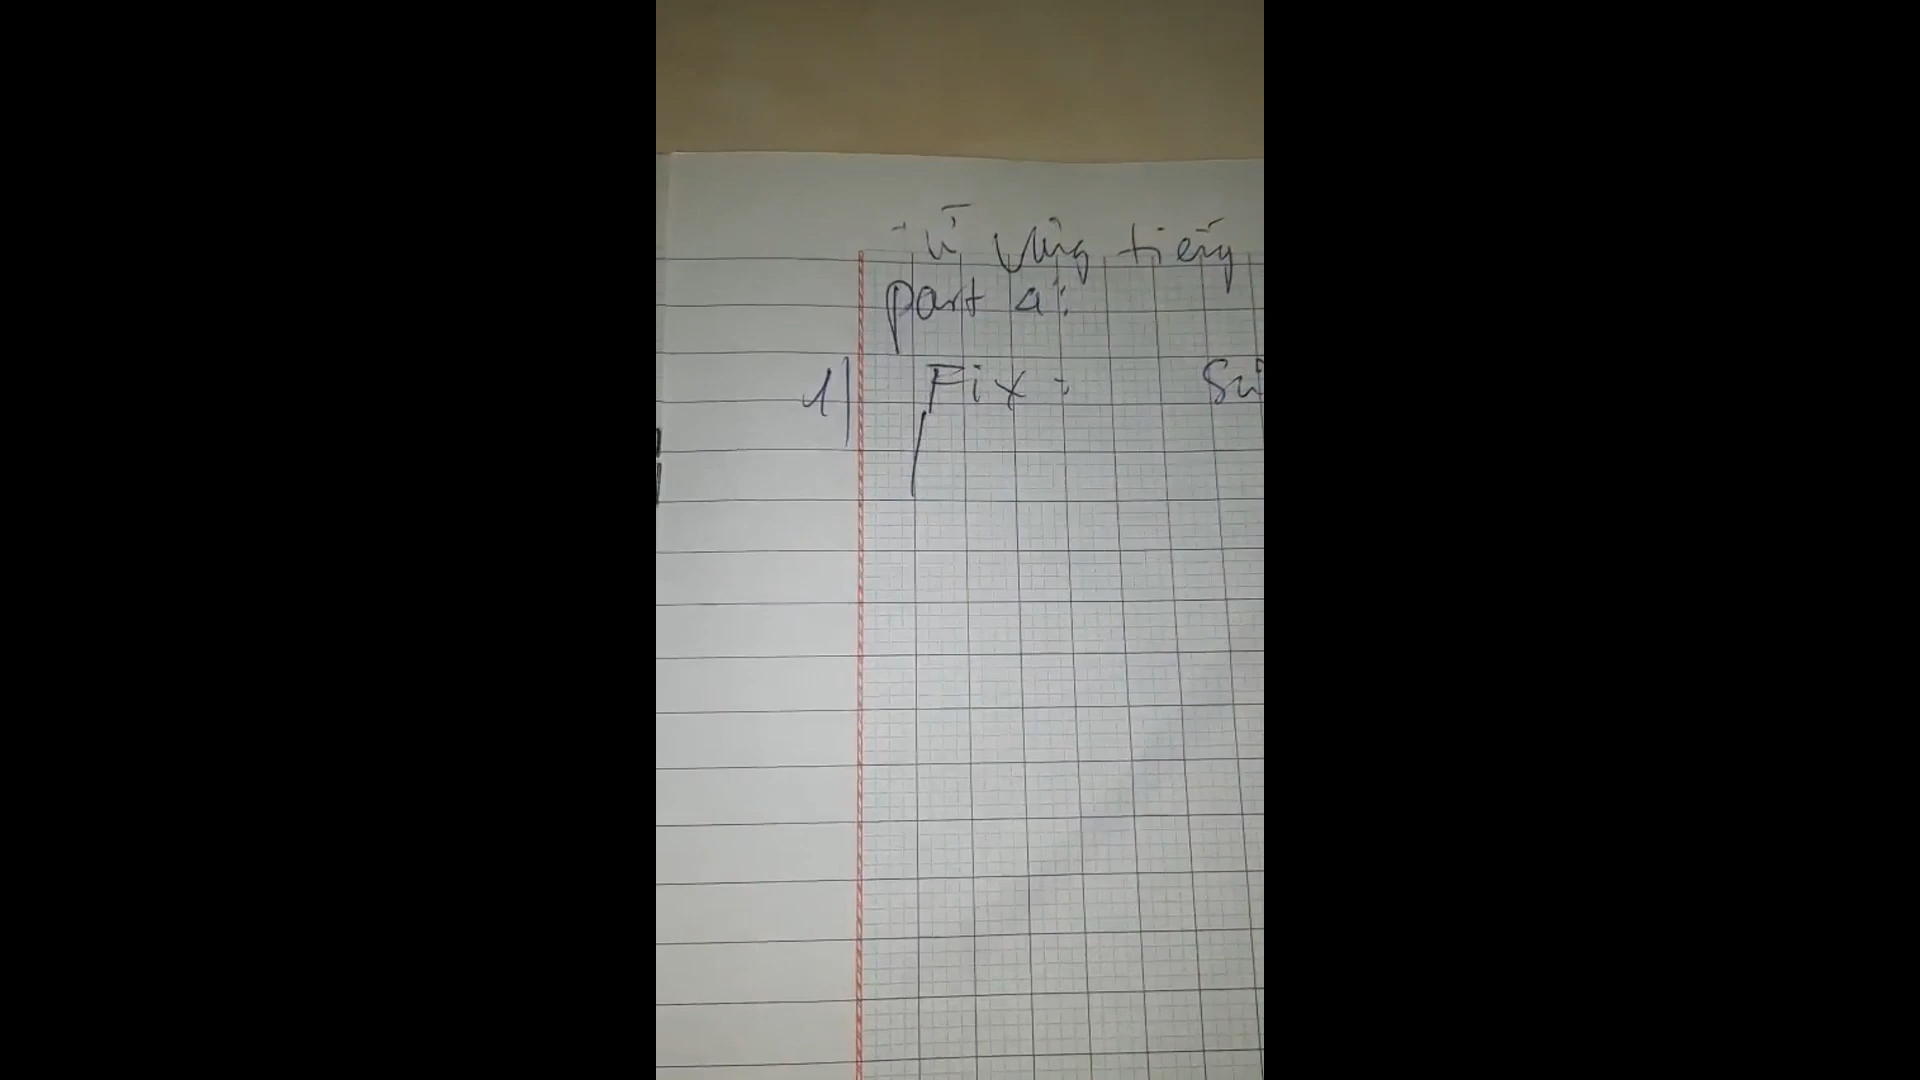 từ vựng tiếng
part a:
1) Fix: